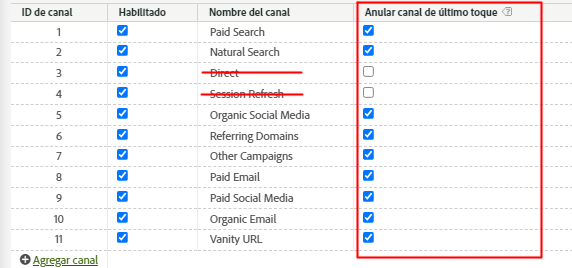 ID de canal Habilitado Nombre del canal Anular canal de último toque ?
1 Paid Search
2 Natural Search
3 Direct
4 Session Refresh
5 Organic Social Media
6 Referring Domains
7 Other Campaigns
8 Paid Email
9 Paid Social Media
10 Organic Email
11 Vanity URL
Agregar canal